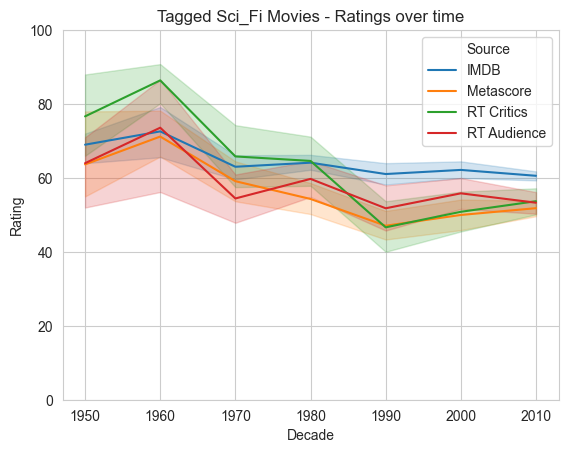 Tagged Sci_Fi Movies - Ratings over time
100
80
60
40
20
0
Rating
Source
IMDB
Metascore
RT Critics
RT Audience
1950 1960 1970 1980 1990 2000 2010
Decade